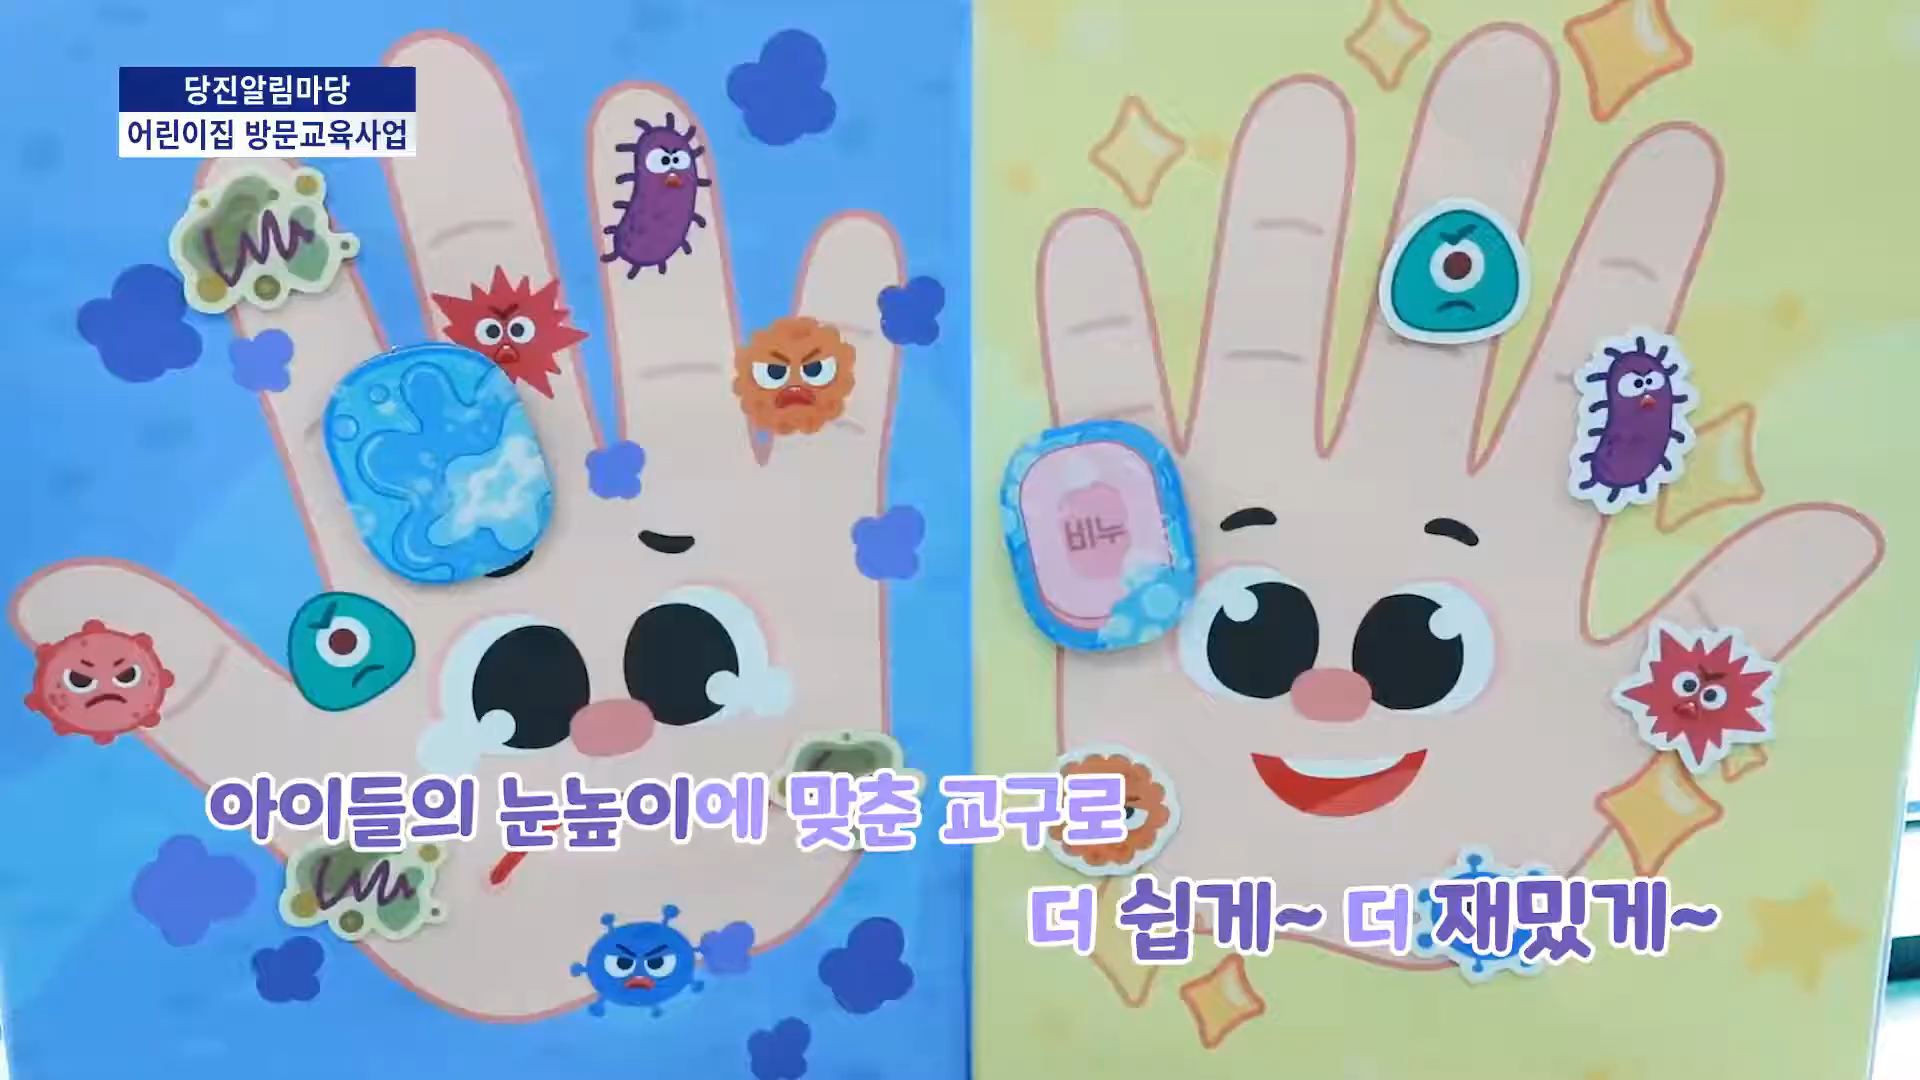 당진알림마당
어린이집 방문교육사업
비누
아이들의 눈높이에 맞춘 교구로
더 쉽게~ 더 재밌게~